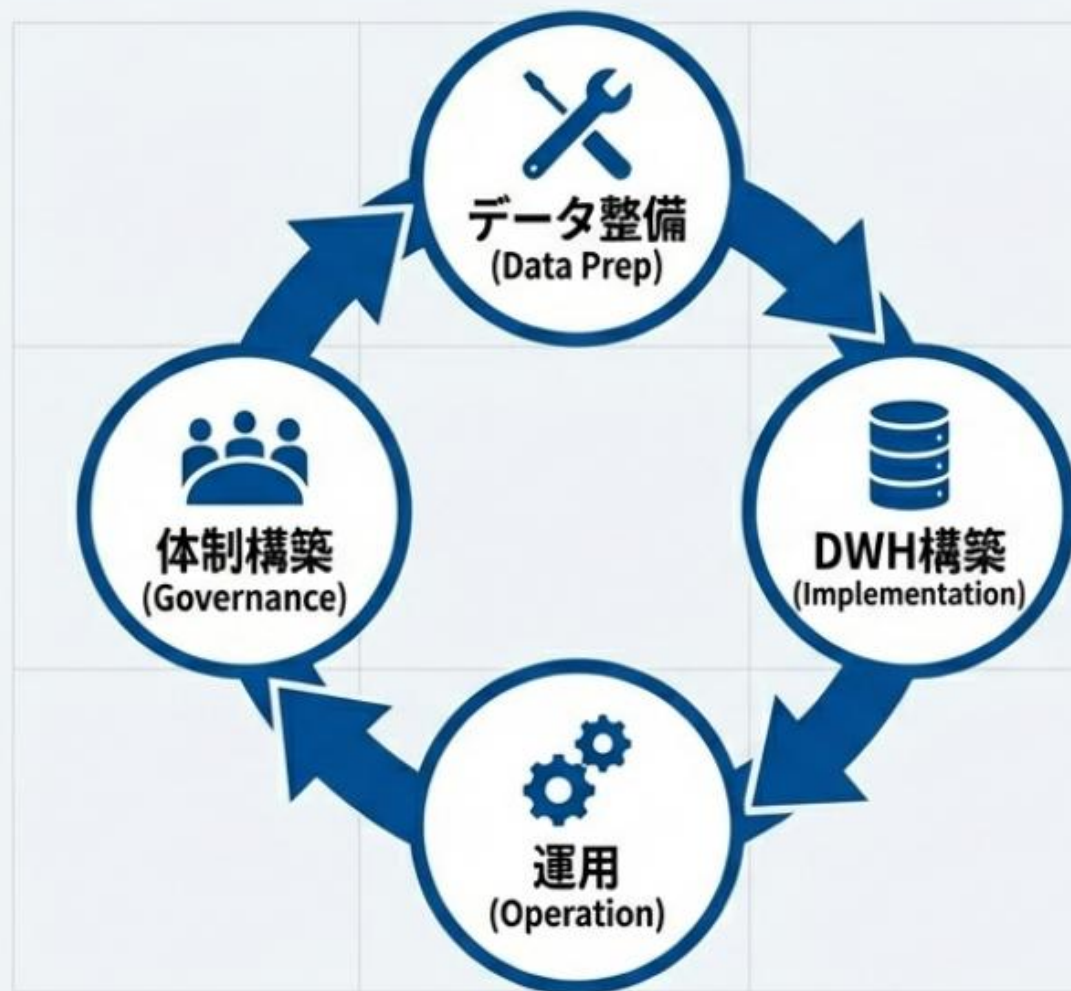 データ整備
(Data Prep)
体制構築
(Governance)
DWH構築
(Implementation)
運用
(Operation)